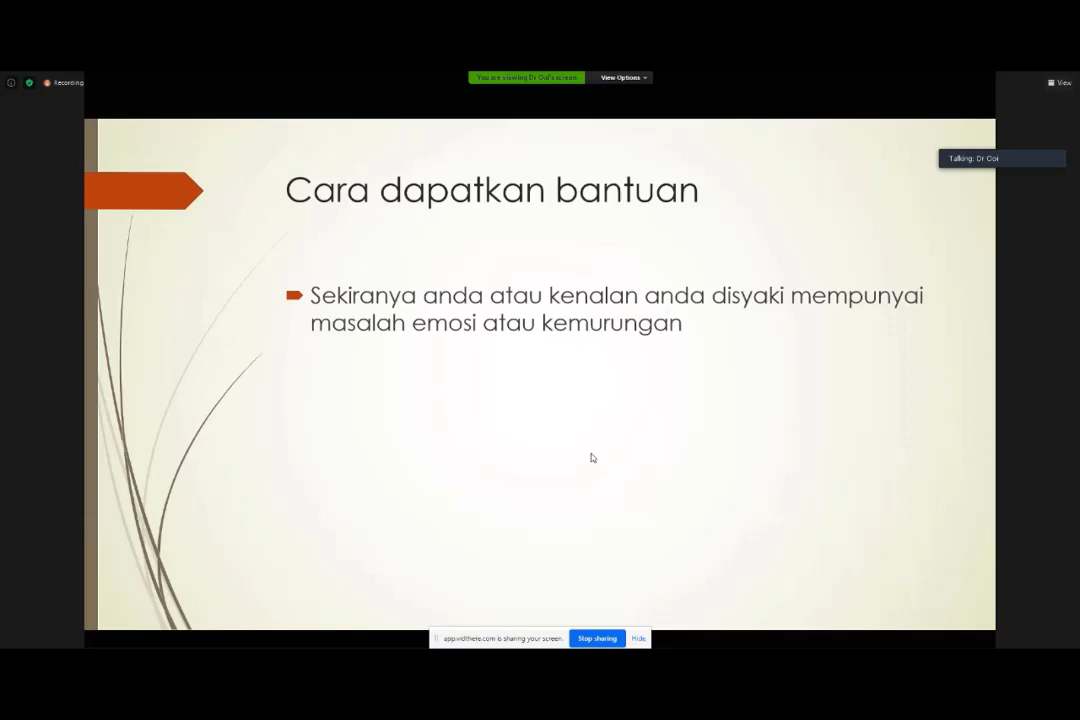 Recording
You are viewing Dr Ooi's screen
View Options
View
Talking: Dr Ooi
Cara dapatkan bantuan
Sekiranya anda atau kenalan anda disyaki mempunyai
masalah emosi atau kemurungan
app.vidthere.com is sharing your screen.
Stop sharing
Hide